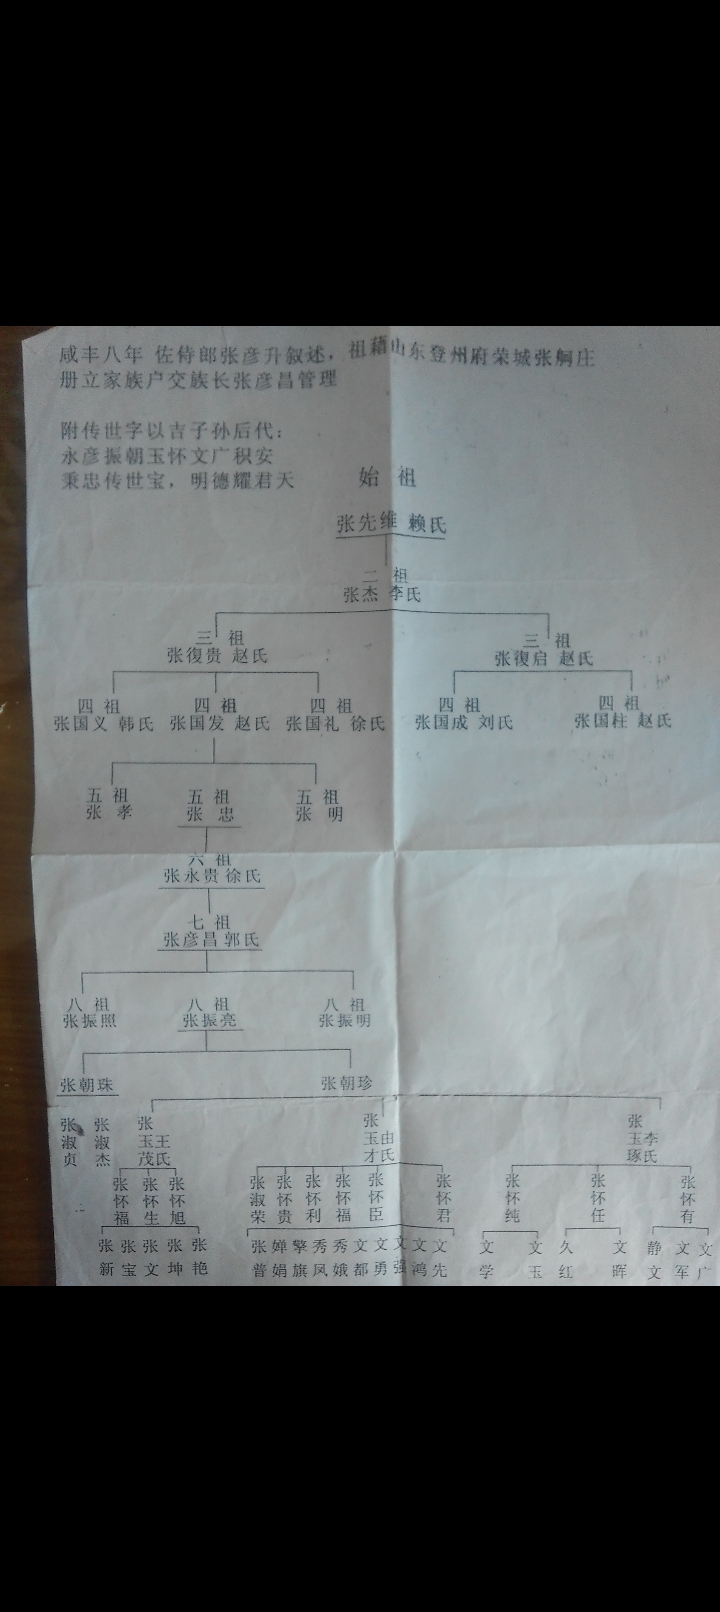 咸丰八年 佐侍郎张彦升叙述，祖藉山东登州府荣城张舸庄
册立家族户交族长张彦昌管理
附传世字以吉子孙后代：
永彦振朝玉怀文广积安
秉忠传世宝，明德耀君天
始 祖
张先维 赖氏
二 祖
张杰 李氏
三 祖 三 祖
张復贵 赵氏 张復启 赵氏
四 祖 四 祖 四 祖 四 祖 四 祖
张国义 韩氏 张国发 赵氏 张国礼 徐氏 张国成 刘氏 张国柱 赵氏
五 祖 五 祖 五 祖
张 孝 张 忠 张 明
六 祖
张永贵 徐氏
七 祖
张彦昌 郭氏
八 祖 八 祖 八 祖
张振照 张振亮 张振明
张朝珠 张朝珍
张淑贞 张淑杰 张玉茂 王氏 张玉才 由氏 张玉琢 李氏
张怀福 张怀生 张怀旭 张淑荣 张怀贵 张怀利 张怀福 张怀臣 张怀君 张怀纯 张怀任 张怀有
张新 张宝 张文 张坤 张艳 张 婵娟 擎旗 秀凤 秀娥 文都 文勇 文强 文鸿 文先 文学 文玉 久红 文晖 静文 文军 文广